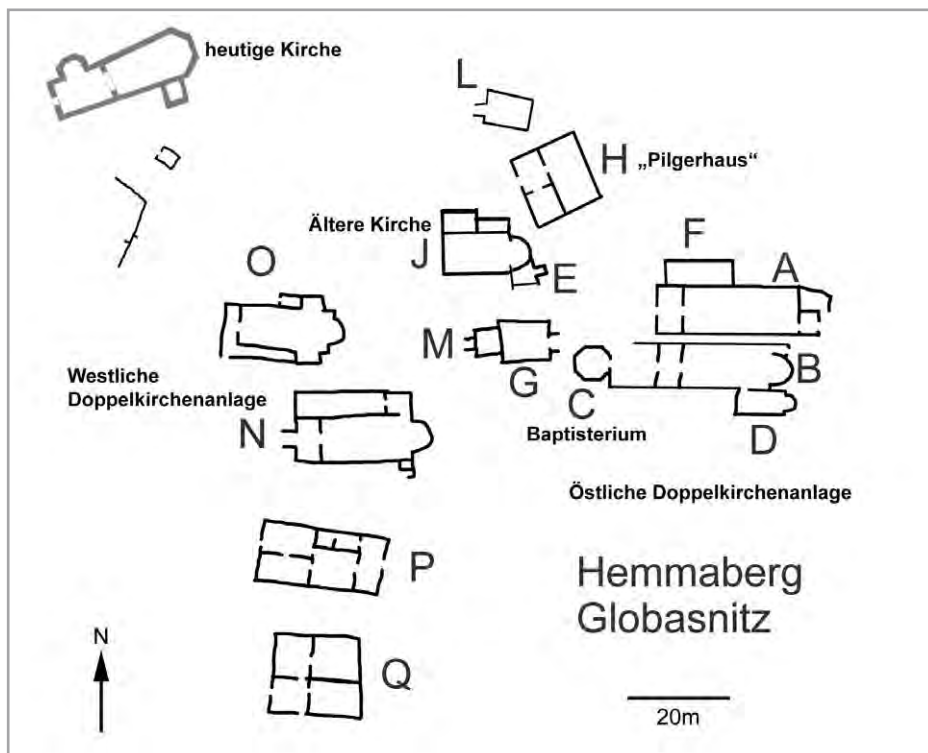 heutige Kirche
L
H „Pilgerhaus“
Ältere Kirche
J
E
F
A
O
M
G
C
B
D
Westliche
Doppelkirchenanlage
N
Baptisterium
Östliche Doppelkirchenanlage
P
Hemmaberg
Globasnitz
Q
N
20m